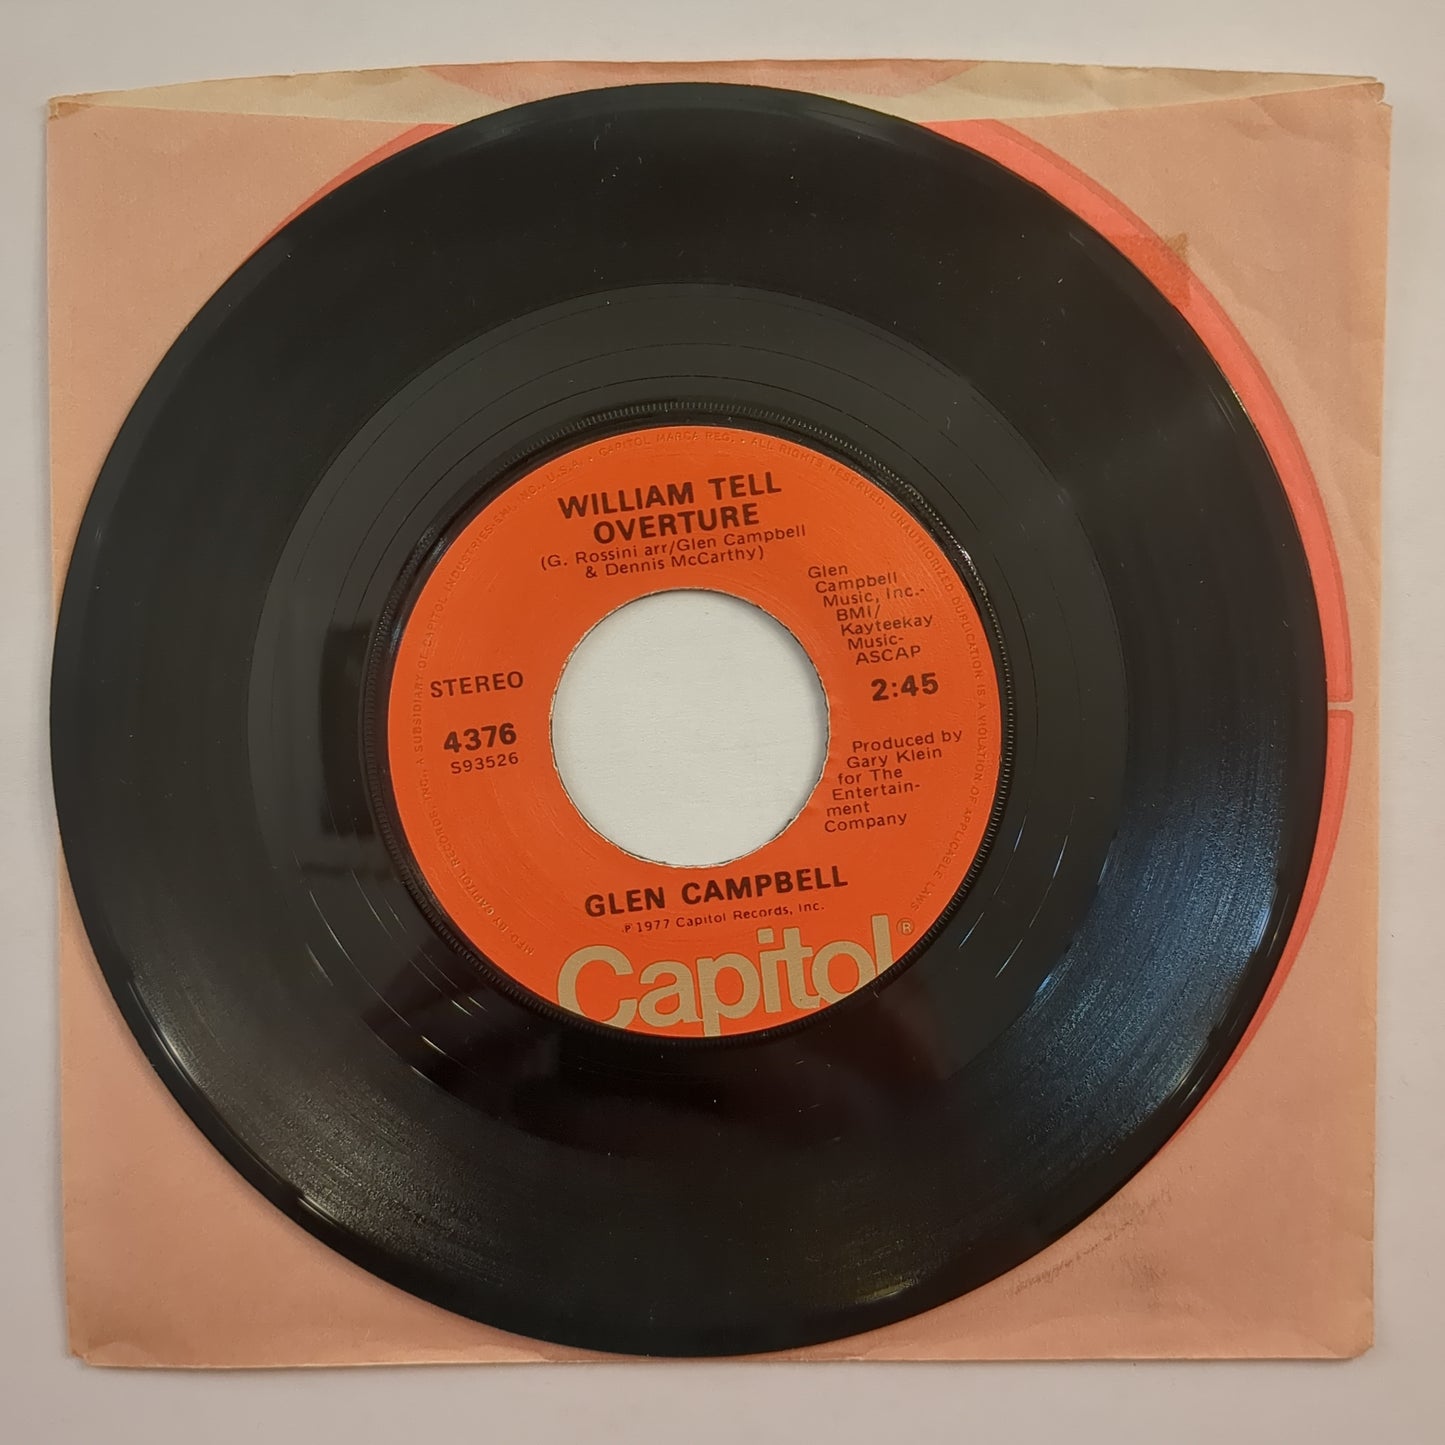 WILLIAM TELL
OVERTURE
(G. Rossini arr/Glen Campbell
& Dennis McCarthy)
Glen
Campbell
Music, Inc.-
BMI/
Kayteekay
Music-
ASCAP
2:45
STEREO
4376
S93526
Produced by
Gary Klein
for The
Entertain-
ment
Company
GLEN CAMPBELL
℗ 1977 Capitol Records, Inc.
Capitol®
MFD. BY CAPITOL RECORDS, INC., A SUBSIDIARY OF CAPITOL INDUSTRIES-EMI, INC., U.S.A. • CAPITOL MARCA REG. • ALL RIGHTS RESERVED. UNAUTHORIZED DUPLICATION IS A VIOLATION OF APPLICABLE LAWS